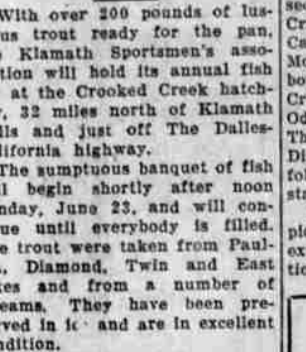 With over 200 pounds of lus-
us trout ready for the pan,
Klamath Sportsmen's asso-
tion will hold its annual fish
at the Crooked Creek hatch-
, 32 miles north of Klamath
lls and just off The Dalles-
lifornia highway.
The sumptuous banquet of fish
l begin shortly after noon
nday, June 23, and will con-
ue until everybody is filled.
e trout were taken from Paul-
., Diamond, Twin and East
kes and from a number of
eams. They have been pre-
rved in ic and are in excellent
ndition.